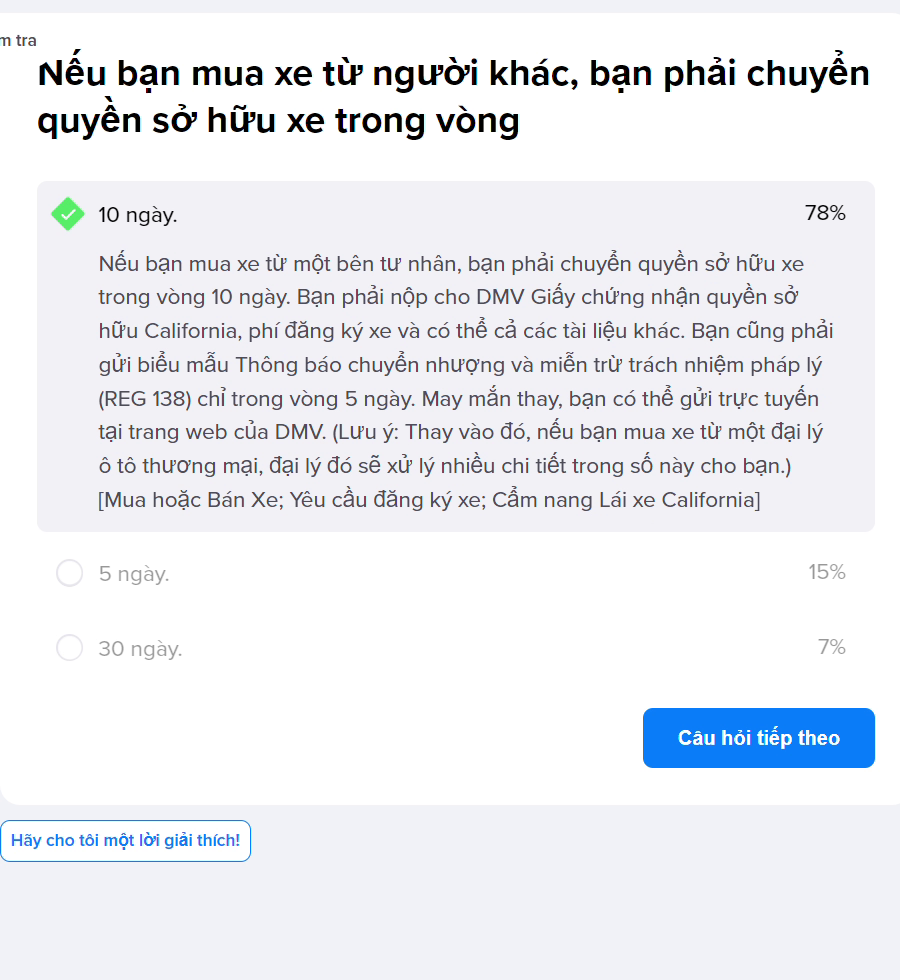 m tra
Nếu bạn mua xe từ người khác, bạn phải chuyển
quyền sở hữu xe trong vòng
10 ngày.
78%
Nếu bạn mua xe từ một bên tư nhân, bạn phải chuyển quyền sở hữu xe
trong vòng 10 ngày. Bạn phải nộp cho DMV Giấy chứng nhận quyền sở
hữu California, phí đăng ký xe và có thể cả các tài liệu khác. Bạn cũng phải
gửi biểu mẫu Thông báo chuyển nhượng và miễn trừ trách nhiệm pháp lý
(REG 138) chỉ trong vòng 5 ngày. May mắn thay, bạn có thể gửi trực tuyến
tại trang web của DMV. (Lưu ý: Thay vào đó, nếu bạn mua xe từ một đại lý
ô tô thương mại, đại lý đó sẽ xử lý nhiều chi tiết trong số này cho bạn.)
[Mua hoặc Bán Xe; Yêu cầu đăng ký xe; Cẩm nang Lái xe California]
5 ngày.
15%
30 ngày.
7%
Câu hỏi tiếp theo
Hãy cho tôi một lời giải thích!